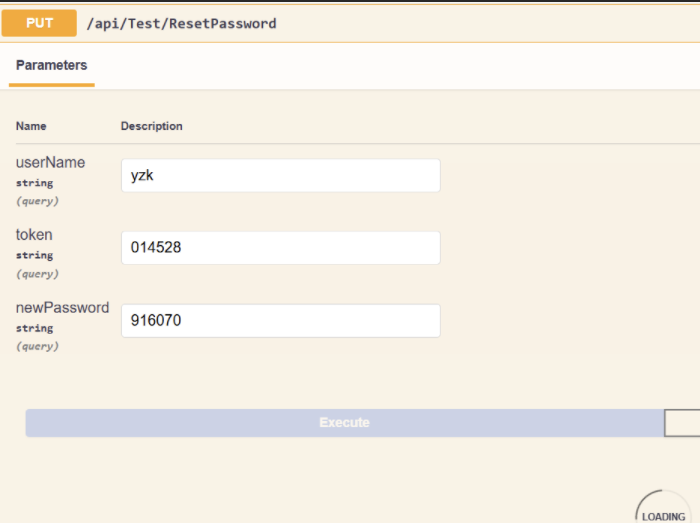 PUT /api/Test/ResetPassword
Parameters
Name Description
userName
string
(query)
yzk
token
string
(query)
014528
newPassword
string
(query)
916070
Execute
LOADING